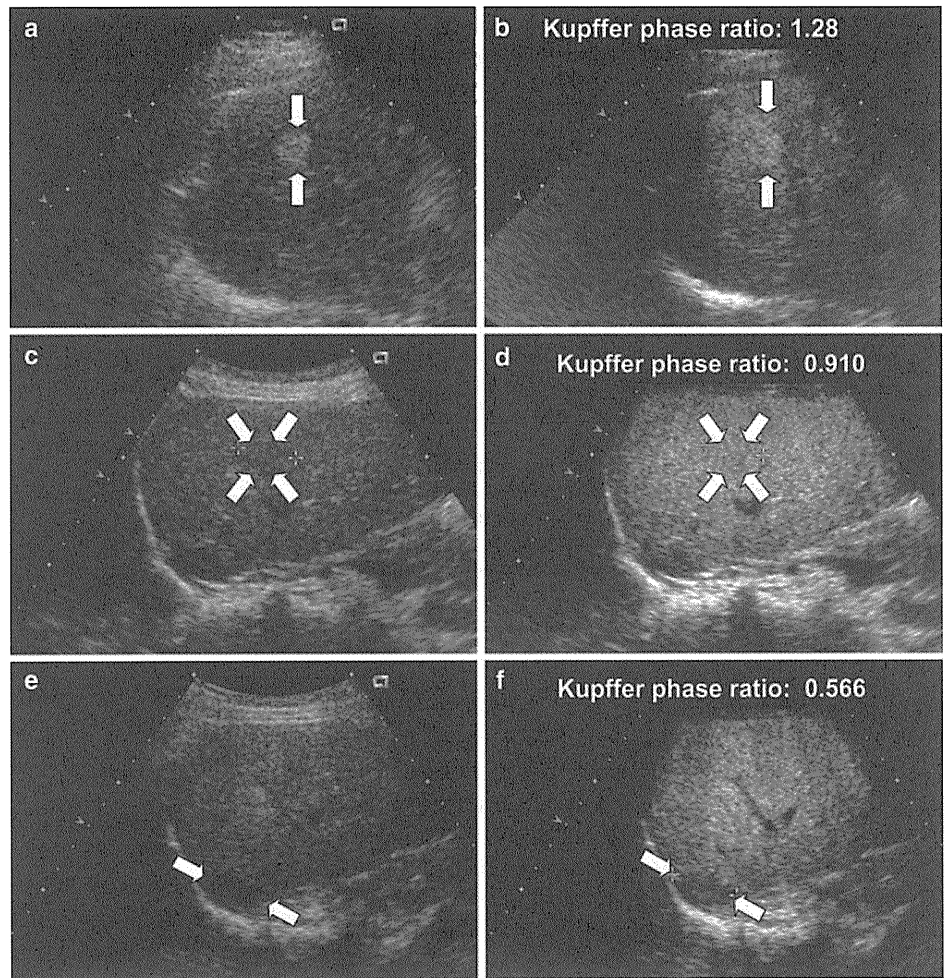 a
b
Kupffer phase ratio: 1.28
c
d
Kupffer phase ratio: 0.910
e
f
Kupffer phase ratio: 0.566